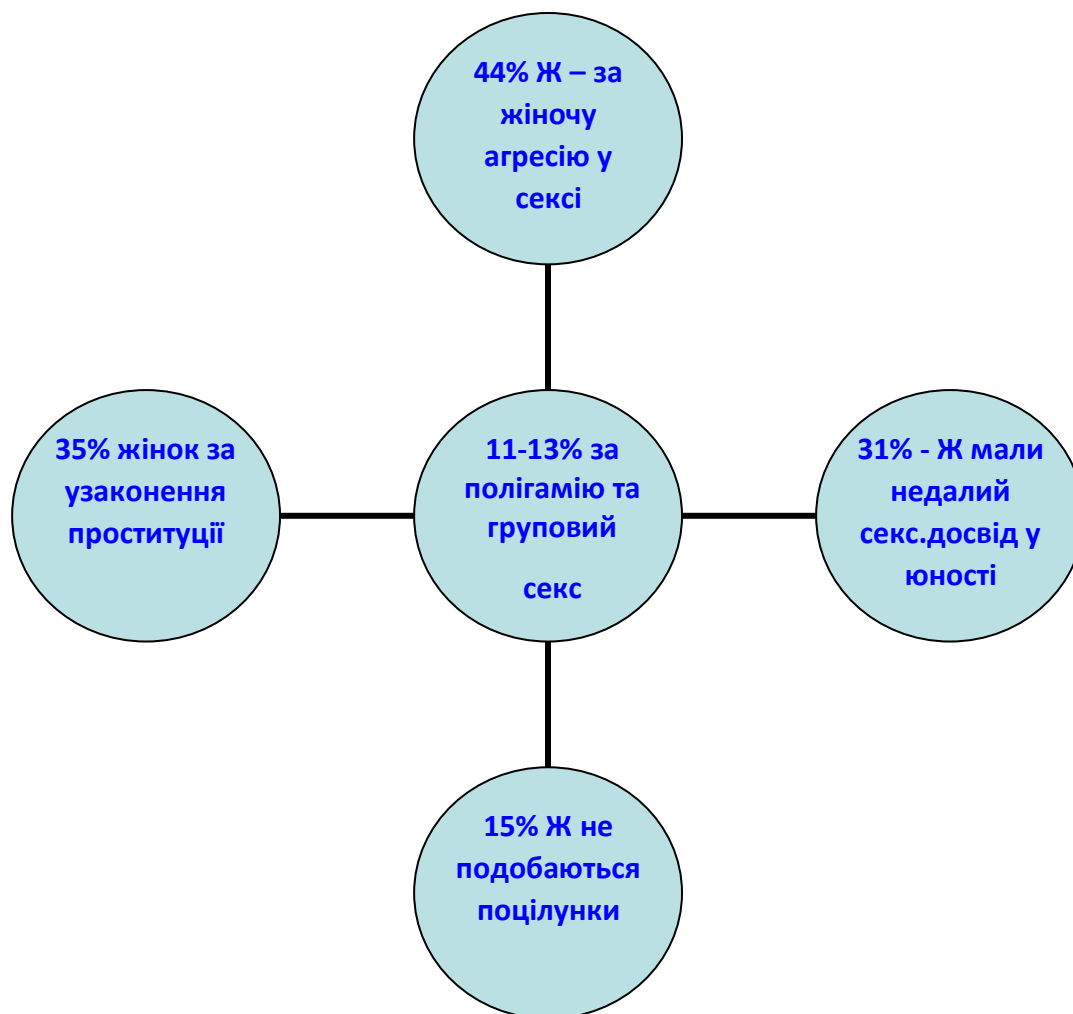 44% Ж – за
жіночу
агресію у
сексі
35% жінок за
узаконення
проституції
11-13% за
полігамію та
груповий
секс
31% - Ж мали
недалий
секс.досвід у
юності
15% Ж не
подобаються
поцілунки